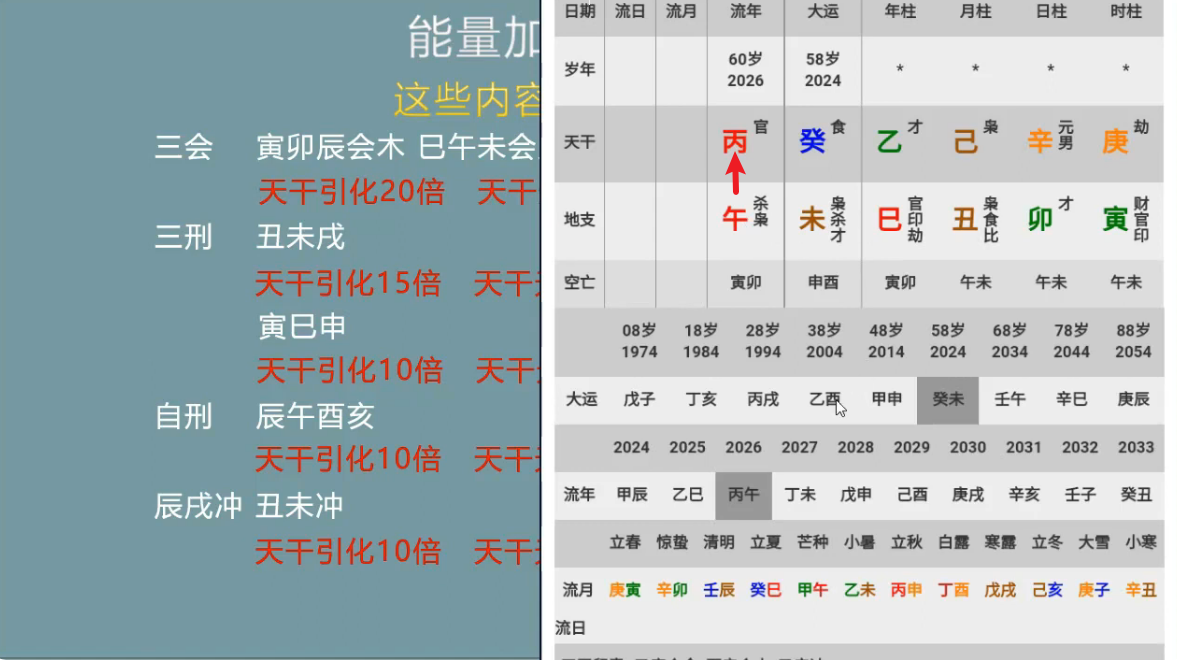 能量加
这些内容
三会 寅卯辰会木 巳午未会
天干引化20倍 天干
三刑 丑未戌
天干引化15倍 天干
寅巳申
天干引化10倍 天干
自刑 辰午酉亥
天干引化10倍 天干
辰戌冲 丑未冲
天干引化10倍 天干
日期 流日 流月 流年 大运 年柱 月柱 日柱 时柱
岁年 60岁 58岁 * * * *
2026 2024
天干 丙 官 癸 食 乙 才 己 枭 辛 元男 庚 劫
地支 午 杀枭 未 枭杀才 巳 官印劫 丑 枭食比 卯 才 寅 财官印
空亡 寅卯 申酉 寅卯 午未 午未 午未
08岁 18岁 28岁 38岁 48岁 58岁 68岁 78岁 88岁
1974 1984 1994 2004 2014 2024 2034 2044 2054
大运 戊子 丁亥 丙戌 乙酉 甲申 癸未 壬午 辛巳 庚辰
2024 2025 2026 2027 2028 2029 2030 2031 2032 2033
流年 甲辰 乙巳 丙午 丁未 戊申 己酉 庚戌 辛亥 壬子 癸丑
立春 惊蛰 清明 立夏 芒种 小暑 立秋 白露 寒露 立冬 大雪 小寒
流月 庚寅 辛卯 壬辰 癸巳 甲午 乙未 丙申 丁酉 戊戌 己亥 庚子 辛丑
流日